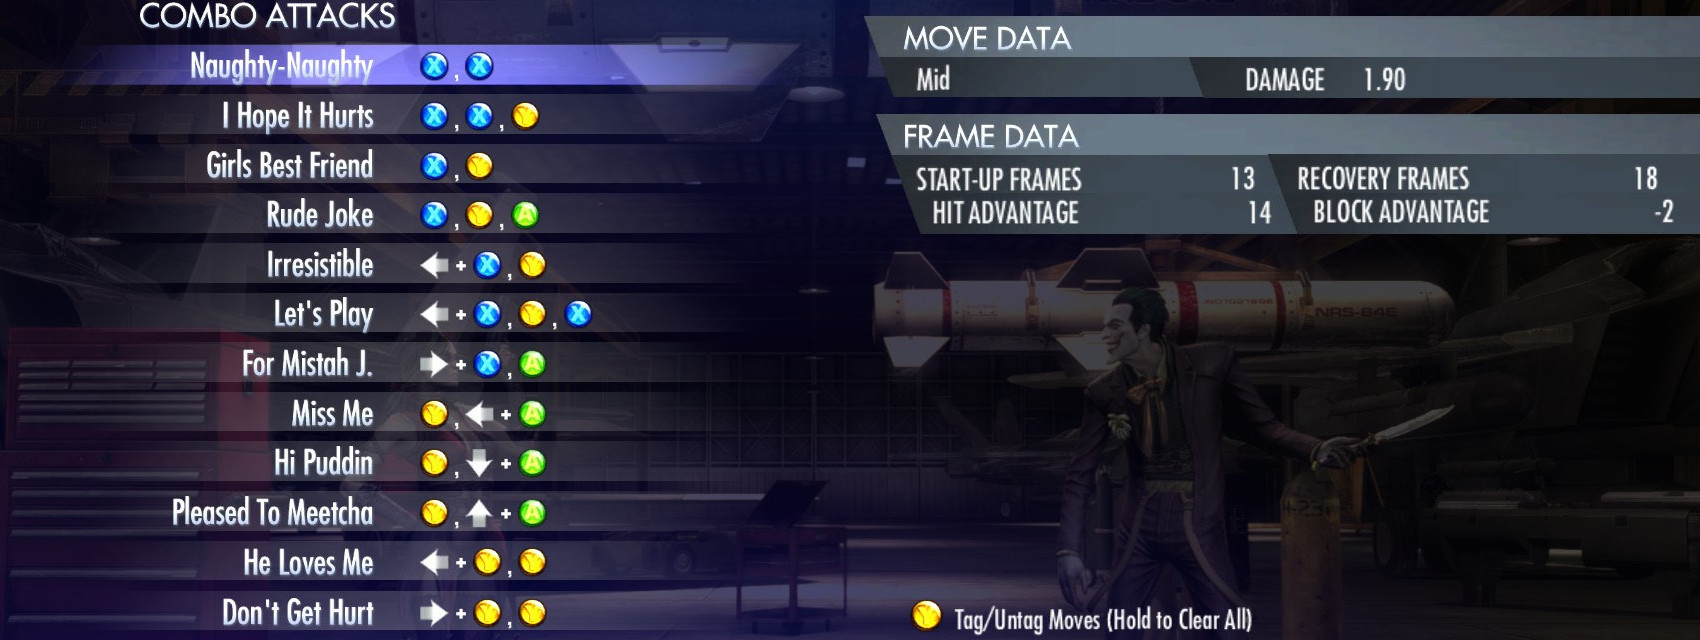 COMBO ATTACKS
Naughty-Naughty X , X
I Hope It Hurts X , X , Y
Girls Best Friend X , Y
Rude Joke X , Y , A
Irresistible + X , Y
Let's Play + X , Y , X
For Mistah J. + X , A
Miss Me Y , + A
Hi Puddin Y , + A
Pleased To Meetcha Y , + A
He Loves Me + Y , Y
Don't Get Hurt + Y , Y
MOVE DATA
Mid DAMAGE 1.90
FRAME DATA
START-UP FRAMES 13 RECOVERY FRAMES 18
HIT ADVANTAGE 14 BLOCK ADVANTAGE -2
NRS-84E
Y Tag/Untag Moves (Hold to Clear All)